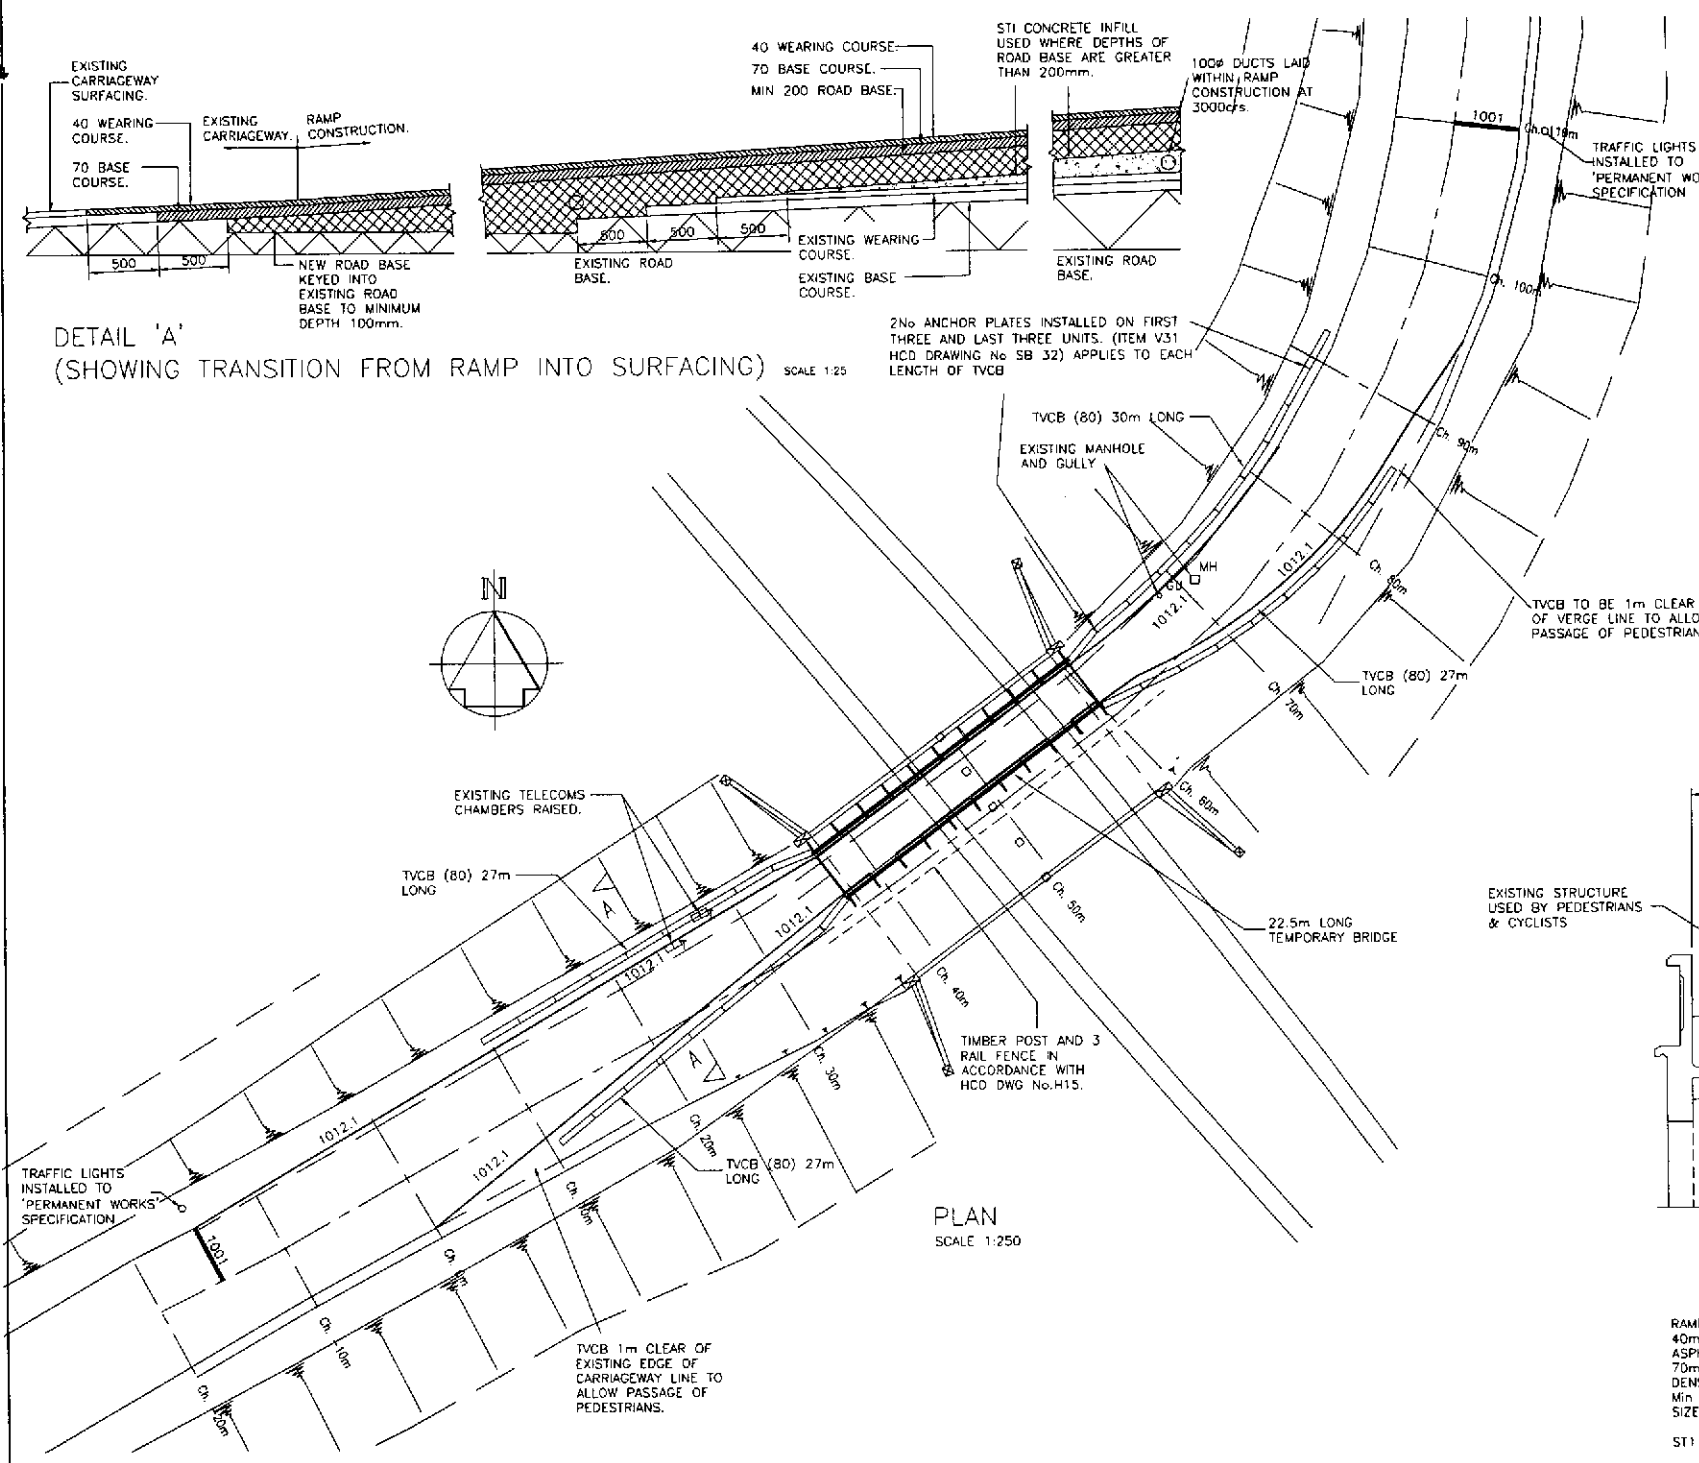 EXISTING
CARRIAGEWAY
SURFACING.
40 WEARING
COURSE.
70 BASE
COURSE.
EXISTING
CARRIAGEWAY.
RAMP
CONSTRUCTION.
500
500
NEW ROAD BASE
KEYED INTO
EXISTING ROAD
BASE TO MINIMUM
DEPTH 100mm.
40 WEARING COURSE.
70 BASE COURSE.
MIN 200 ROAD BASE.
STI CONCRETE INFILL
USED WHERE DEPTHS OF
ROAD BASE ARE GREATER
THAN 200mm.
100ø DUCTS LAID
WITHIN RAMP
CONSTRUCTION AT
3000crs.
500
500
500
EXISTING ROAD
BASE.
EXISTING WEARING
COURSE.
EXISTING BASE
COURSE.
EXISTING ROAD
BASE.
DETAIL 'A'
(SHOWING TRANSITION FROM RAMP INTO SURFACING)
SCALE 1:25
1001
TRAFFIC LIGHTS
INSTALLED TO
'PERMANENT WO
SPECIFICATION
Ch. 100m
2No ANCHOR PLATES INSTALLED ON FIRST
THREE AND LAST THREE UNITS. (ITEM V31
HCD DRAWING No SB 32) APPLIES TO EACH
LENGTH OF TVCB
TVCB (80) 30m LONG
EXISTING MANHOLE
AND GULLY
Ch. 90m
1012.1
Ch. 80m
MH
GU
1012.1
TVCB TO BE 1m CLEAR
OF VERGE LINE TO ALLO
PASSAGE OF PEDESTRIAN
TVCB (80) 27m
LONG
Ch. 70m
N
EXISTING TELECOMS
CHAMBERS RAISED.
Ch. 60m
TVCB (80) 27m
LONG
A
1012.1
1012.1
Ch. 50m
22.5m LONG
TEMPORARY BRIDGE
EXISTING STRUCTURE
USED BY PEDESTRIANS
& CYCLISTS
Ch. 40m
TIMBER POST AND 3
RAIL FENCE IN
ACCORDANCE WITH
HCD DWG No.H15.
A
Ch. 30m
1012.1
1012.1
Ch. 20m
TVCB (80) 27m
LONG
TRAFFIC LIGHTS
INSTALLED TO
'PERMANENT WORKS'
SPECIFICATION
1001
Ch. 10m
PLAN
SCALE 1:250
Ch. 0m
Ch. -10m
Ch. -20m
TVCB 1m CLEAR OF
EXISTING EDGE OF
CARRIAGEWAY LINE TO
ALLOW PASSAGE OF
PEDESTRIANS.
RAM
40m
ASP
70m
DEN
Min
SIZE
ST1